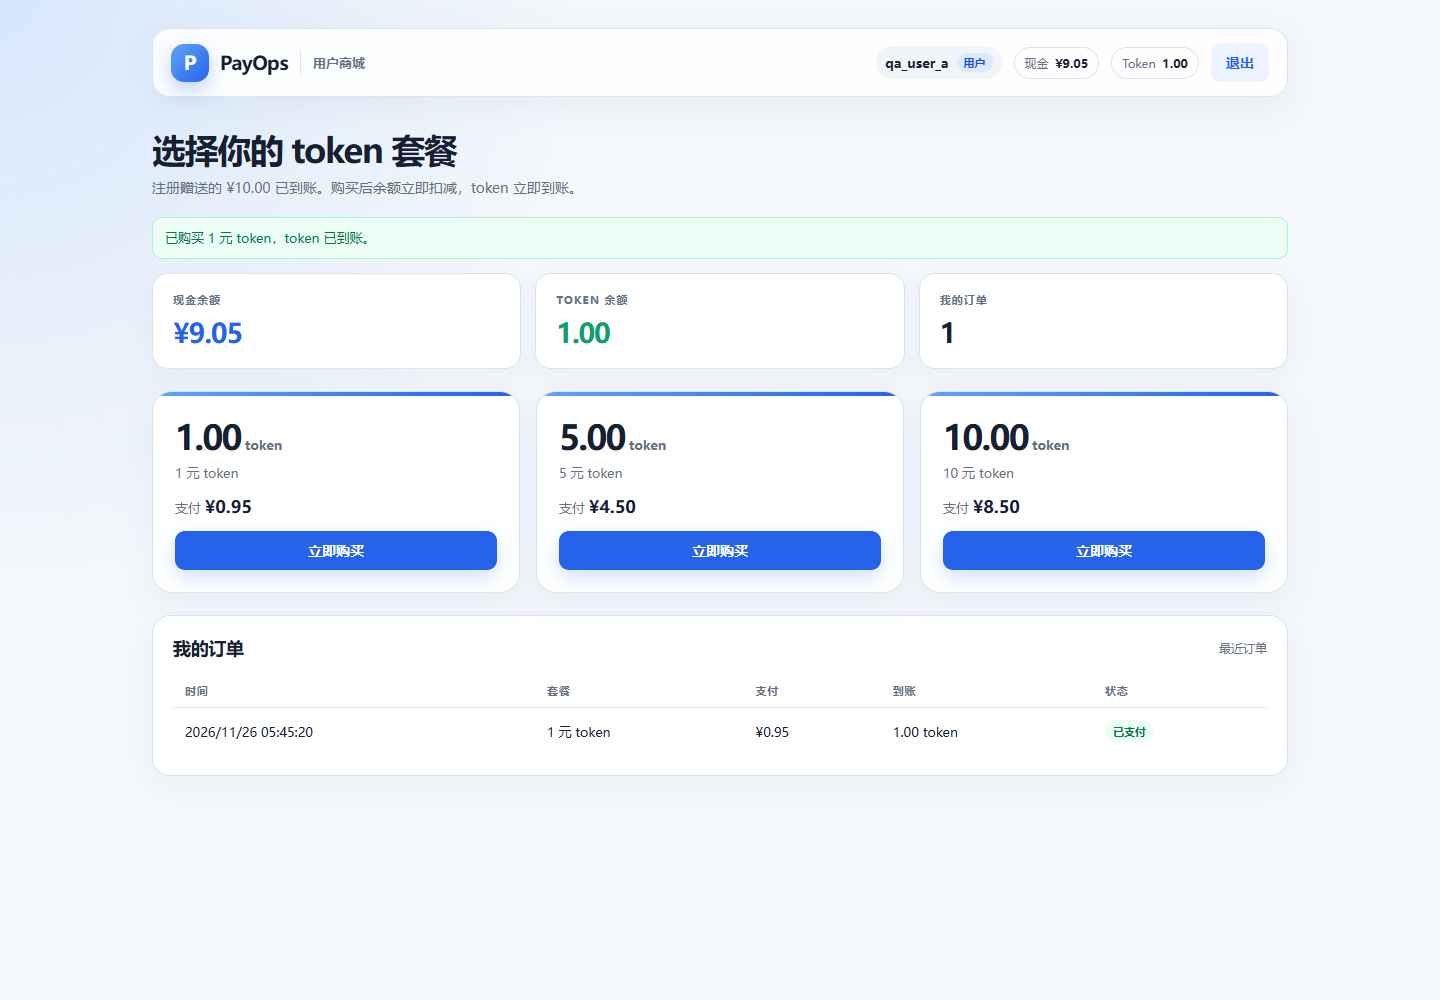 P PayOps 用户商城 qa_user_a 用户 现金 ¥9.05 Token 1.00 退出
选择你的 token 套餐
注册赠送的 ¥10.00 已到账。购买后余额立即扣减，token 立即到账。
已购买 1 元 token，token 已到账。
现金余额 TOKEN 余额 我的订单
¥9.05 1.00 1
1.00 token 5.00 token 10.00 token
1 元 token 5 元 token 10 元 token
支付 ¥0.95 支付 ¥4.50 支付 ¥8.50
立即购买 立即购买 立即购买
我的订单 最近订单
时间 套餐 支付 到账 状态
2026/11/26 05:45:20 1 元 token ¥0.95 1.00 token 已支付